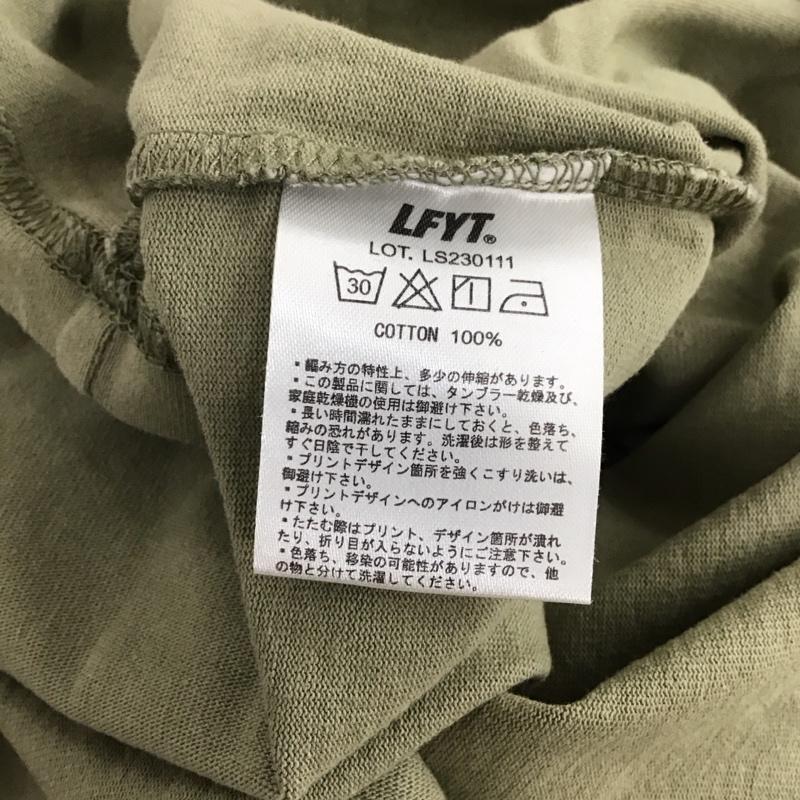 LFYT®
LOT. LS230111
30
COTTON 100%
・編み方の特性上、多少の伸縮があります。
・この製品に関しては、タンブラー乾燥及び、
家庭乾燥機の使用は御避け下さい。
・長い時間濡れたままにしておくと、色落ち、
縮みの恐れがあります。洗濯後は形を整えて
すぐ日陰で干してください。
・プリントデザイン箇所を強くこすり洗いは、
御避け下さい。
・プリントデザインへのアイロンがけは御避
け下さい。
・たたむ際はプリント、デザイン箇所が潰れ
たり、折り目が入らないようにご注意下さい。
・色落ち、移染の可能性がありますので、他
の物と分けて洗濯してください。